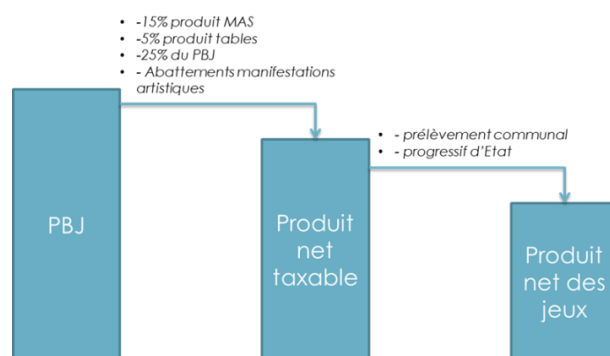 • -15% produit MAS
• -5% produit tables
• -25% du PBJ
• - Abattements manifestations
artistiques
• - prélèvement communal
• - progressif d'Etat
PBJ
Produit
net
taxable
Produit
net des
jeux